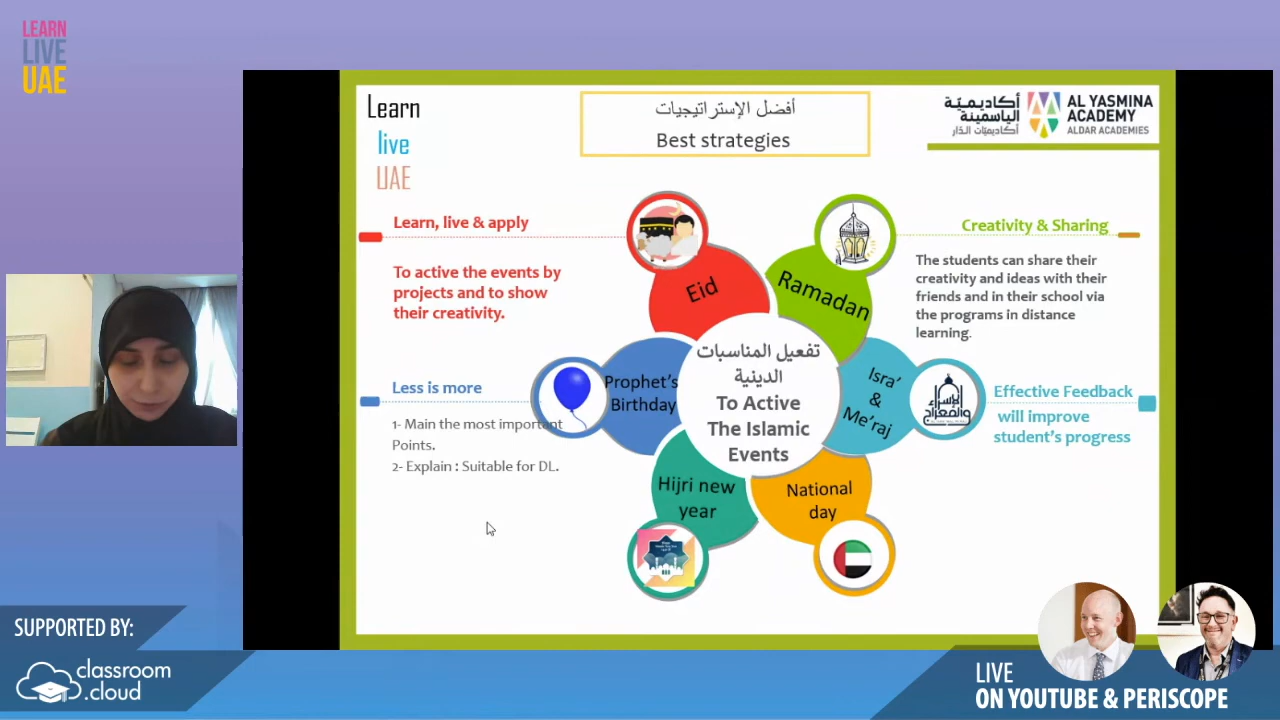 LEARN
LIVE
UAE
Learn
live
UAE
أفضل الإستراتيجيات
Best strategies
أكاديميـة
الياسمينة
أكاديميّات الدّار
AL YASMINA
ACADEMY
ALDAR ACADEMIES
Learn, live & apply
To active the events by
projects and to show
their creativity.
Less is more
1- Main the most important
Points.
2- Explain : Suitable for DL.
Eid
Ramadan
Prophet's
Birthday
Isra'
&
Me'raj
Hijri new
year
National
day
تفعيل المناسبات
الدينية
To Active
The Islamic
Events
الإسراء
والمعراج
Creativity & Sharing
The students can share their
creativity and ideas with their
friends and in their school via
the programs in distance
learning.
Effective Feedback
will improve
student's progress
SUPPORTED BY:
classroom
.cloud
LIVE
ON YOUTUBE & PERISCOPE